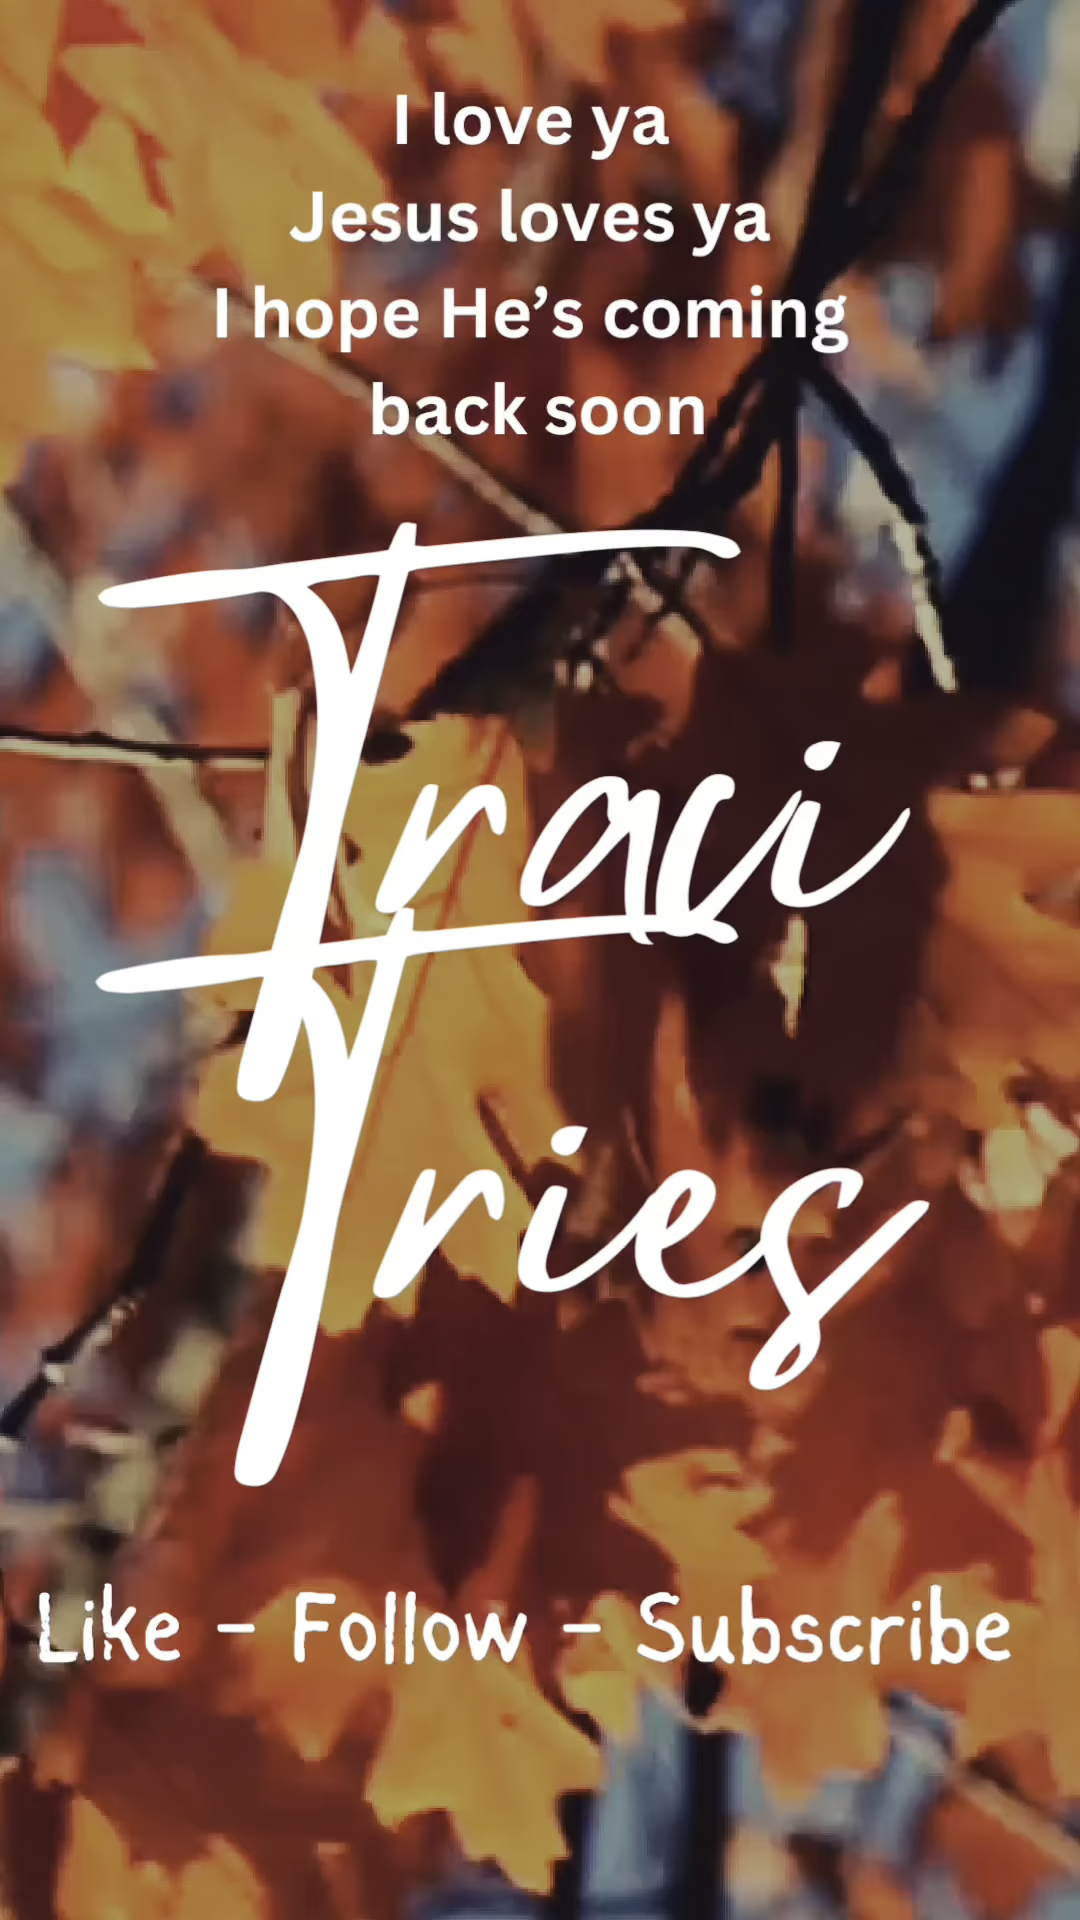 I love ya
Jesus loves ya
I hope He’s coming
back soon
Traci
Tries
Like - Follow - Subscribe